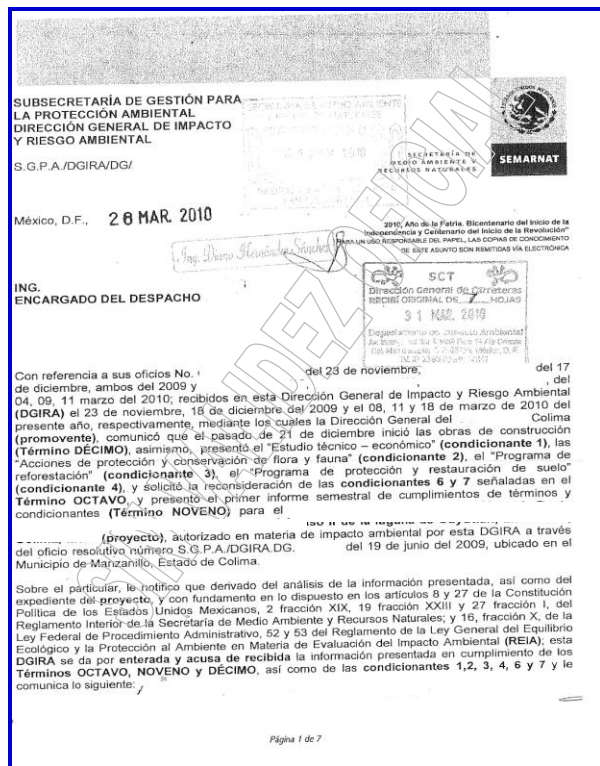 SUBSECRETARÍA DE GESTIÓN PARA
LA PROTECCIÓN AMBIENTAL
DIRECCIÓN GENERAL DE IMPACTO
Y RIESGO AMBIENTAL
S.G.P.A./DGIRA/DG/
SECRETARÍA DE
MEDIO AMBIENTE Y
RECURSOS NATURALES
SEMARNAT
México, D.F., 26 MAR. 2010
2010, Año de la Patria. Bicentenario del Inicio de la
Independencia y Centenario del Inicio de la Revolución"
PARA UN USO RESPONSABLE DEL PAPEL, LAS COPIAS DE CONOCIMIENTO
DE ESTE ASUNTO SON REMITIDAS VÍA ELECTRÓNICA
Ing. Diana Hernández Sánchez
ING.
ENCARGADO DEL DESPACHO
SCT
Dirección General de Carreteras
RECIBÍ ORIGINAL DE 7 HOJAS
31 MAR. 2010
Departamento de Impacto Ambiental
Con referencia a sus oficios No. del 23 de noviembre, del 17
de diciembre, ambos del 2009 y , del
04, 09, 11 marzo del 2010; recibidos en esta Dirección General de Impacto y Riesgo Ambiental
(DGIRA) el 23 de noviembre, 18 de diciembre del 2009 y el 08, 11 y 18 de marzo de 2010 del
presente año, respectivamente, mediante los cuales la Dirección General del . Colima
(promovente), comunicó que el pasado de 21 de diciembre inició las obras de construcción
(Término DÉCIMO), asimismo, presentó el "Estudio técnico – económico" (condicionante 1), las
"Acciones de protección y conservación de flora y fauna" (condicionante 2), el "Programa de
reforestación" (condicionante 3), el "Programa de protección y restauración de suelo"
(condicionante 4), y solicitó la reconsideración de las condicionantes 6 y 7 señaladas en el
Término OCTAVO, y presentó el primer informe semestral de cumplimientos de términos y
condicionantes (Término NOVENO) para el
(proyecto), autorizado en materia de impacto ambiental por esta DGIRA a través
del oficio resolutivo número S.G.P.A./DGIRA.DG. del 19 de junio del 2009, ubicado en el
Municipio de Manzanillo, Estado de Colima.
Sobre el particular, le notifico que derivado del análisis de la información presentada, así como del
expediente del proyecto, y con fundamento en lo dispuesto en los artículos 8 y 27 de la Constitución
Política de los Estados Unidos Mexicanos, 2 fracción XIX, 19 fracción XXIII y 27 fracción I, del
Reglamento Interior de la Secretaría de Medio Ambiente y Recursos Naturales; y 16, fracción X, de la
Ley Federal de Procedimiento Administrativo, 52 y 53 del Reglamento de la Ley General del Equilibrio
Ecológico y la Protección al Ambiente en Materia de Evaluación del Impacto Ambiental (REIA); esta
DGIRA se da por enterada y acusa de recibida la información presentada en cumplimiento de los
Términos OCTAVO, NOVENO y DÉCIMO, así como de las condicionantes 1,2, 3, 4, 6 y 7 y le
comunica lo siguiente:
SIN VALIDEZ OFICIAL
Página 1 de 7